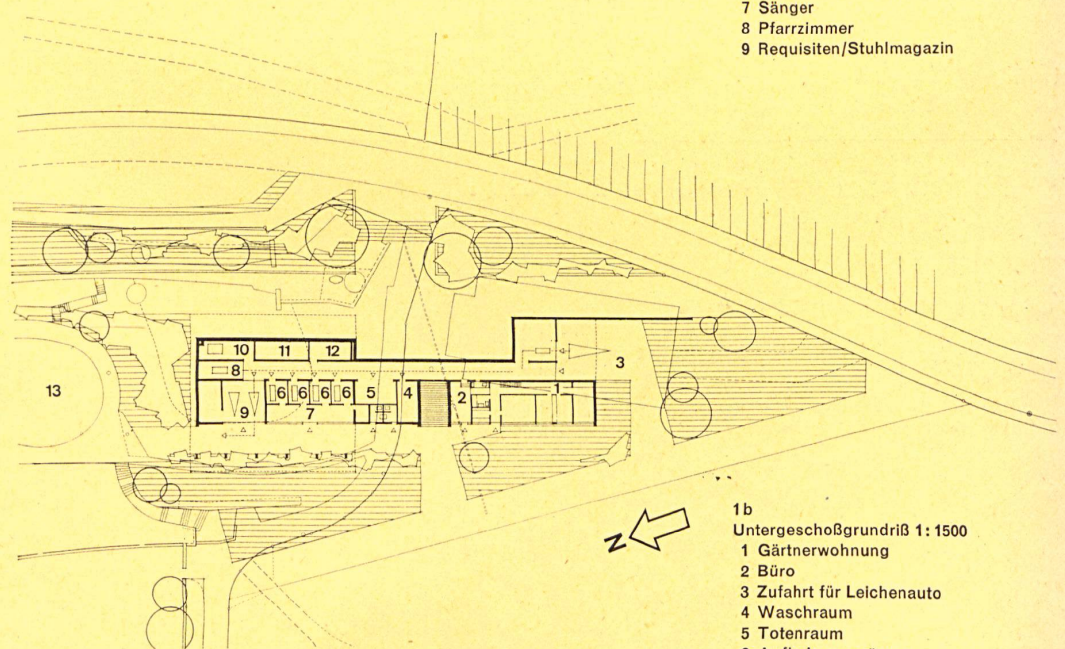 7 Sänger
8 Pfarrzimmer
9 Requisiten/Stuhlmagazin
10 11 12
3
8
13
6 6 6 6 5 4 2 1
9 7
N
1b
Untergeschoßgrundriß 1:1500
1 Gärtnerwohnung
2 Büro
3 Zufahrt für Leichenauto
4 Waschraum
5 Totenraum